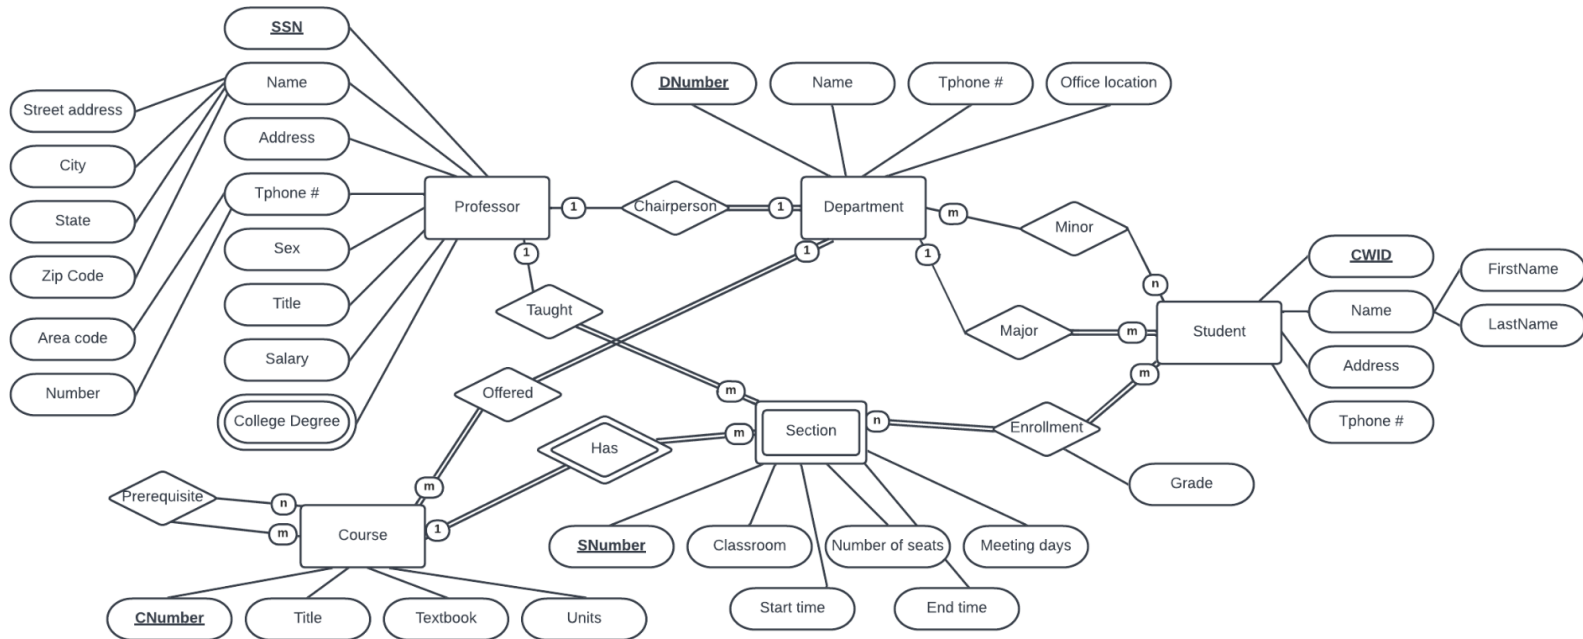 SSN
Name
Street address
City
State
Zip Code
Address
Tphone #
Area code
Number
Sex
Title
Salary
College Degree
Professor
1
Chairperson
1
Department
DNumber
Name
Tphone #
Office location
m
Minor
n
1
Major
m
Student
CWID
Name
FirstName
LastName
Address
Tphone #
1
Taught
m
1
Offered
m
Has
m
1
Section
n
Enrollment
m
Grade
Prerequisite
n
m
Course
SNumber
Classroom
Number of seats
Meeting days
Start time
End time
CNumber
Title
Textbook
Units